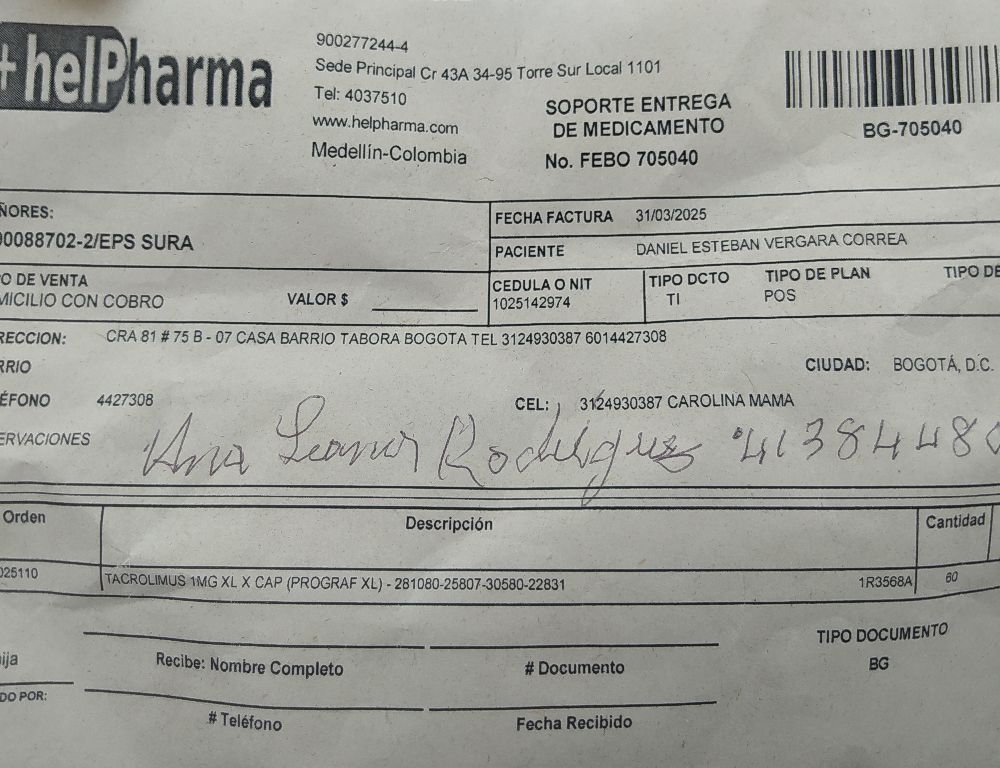 + helPharma
900277244-4
Sede Principal Cr 43A 34-95 Torre Sur Local 1101
Tel: 4037510
www.helpharma.com
Medellín-Colombia
SOPORTE ENTREGA
DE MEDICAMENTO
No. FEBO 705040
BG-705040
ÑORES:
00088702-2/EPS SURA
FECHA FACTURA 31/03/2025
PACIENTE DANIEL ESTEBAN VERGARA CORREA
O DE VENTA
MICILIO CON COBRO VALOR $
CEDULA O NIT
1025142974
TIPO DCTO
TI
TIPO DE PLAN
POS
TIPO DE
RECCION: CRA 81 # 75 B - 07 CASA BARRIO TABORA BOGOTA TEL 3124930387 6014427308
RRIO CIUDAD: BOGOTÁ, D.C.
ÉFONO 4427308 CEL: 3124930387 CAROLINA MAMA
ERVACIONES Ana Leonor Rodriguez 4138448
Orden Descripción Cantidad
025110 TACROLIMUS 1MG XL X CAP (PROGRAF XL) - 281080-25807-30580-22831 1R3568A 60
TIPO DOCUMENTO
BG
ija
Recibe: Nombre Completo # Documento
DO POR:
# Teléfono Fecha Recibido